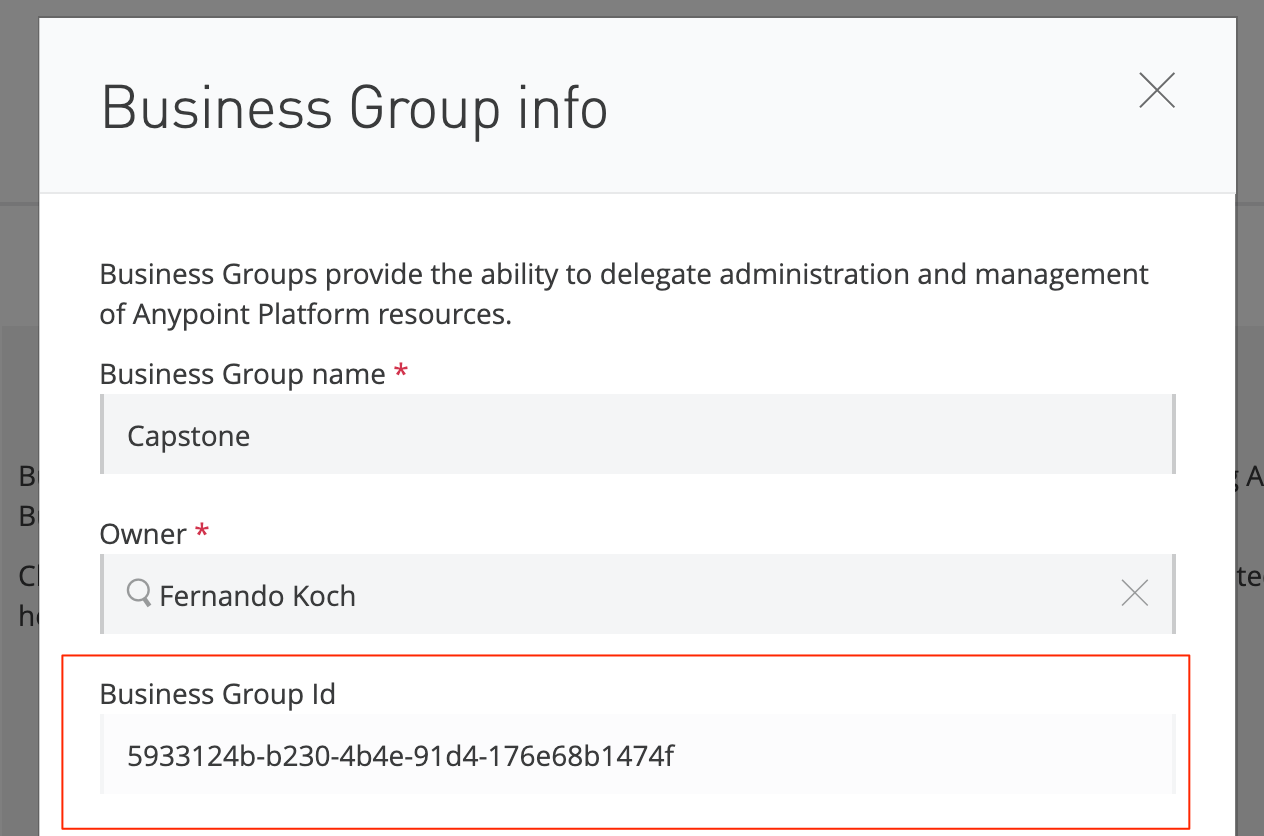 Business Group info
Business Groups provide the ability to delegate administration and management
of Anypoint Platform resources.
Business Group name *
Capstone
Owner *
Fernando Koch
Business Group Id
5933124b-b230-4b4e-91d4-176e68b1474f